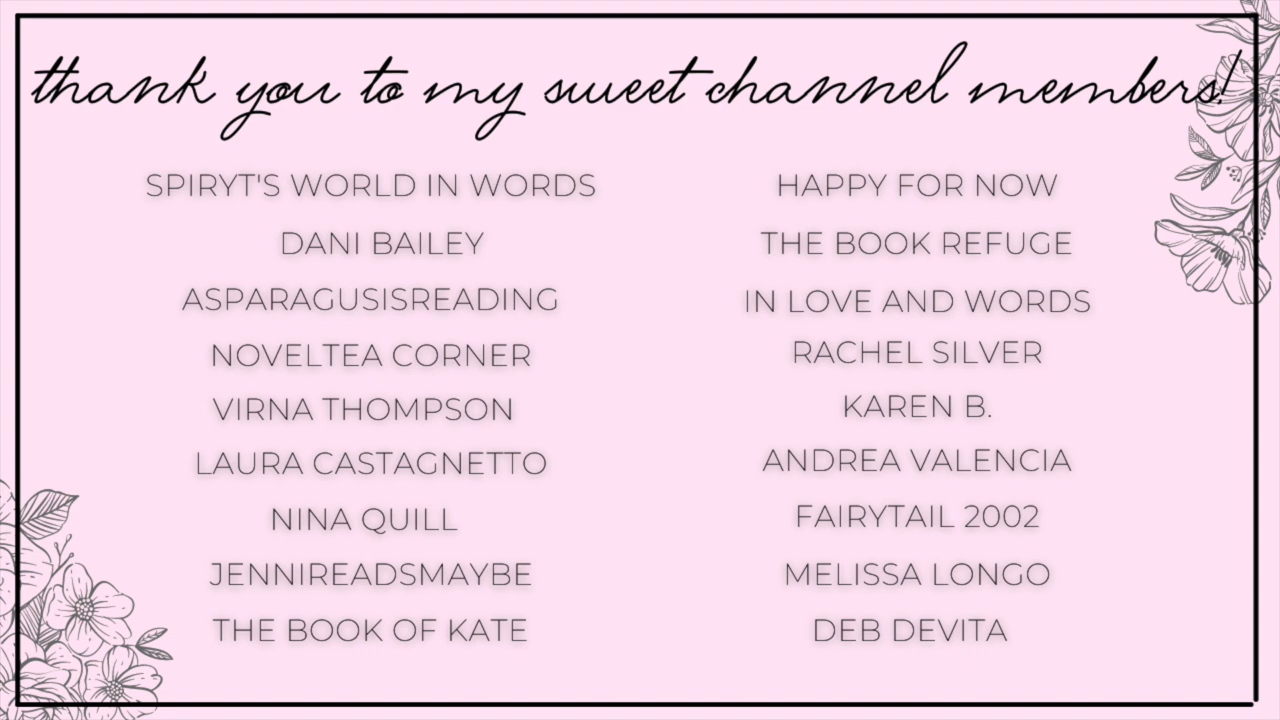 thank you to my sweet channel members!
SPIRYT'S WORLD IN WORDS
DANI BAILEY
ASPARAGUSISREADING
NOVELTEA CORNER
VIRNA THOMPSON
LAURA CASTAGNETTO
NINA QUILL
JENNIREADSMAYBE
THE BOOK OF KATE
HAPPY FOR NOW
THE BOOK REFUGE
IN LOVE AND WORDS
RACHEL SILVER
KAREN B.
ANDREA VALENCIA
FAIRYTAIL 2002
MELISSA LONGO
DEB DEVITA